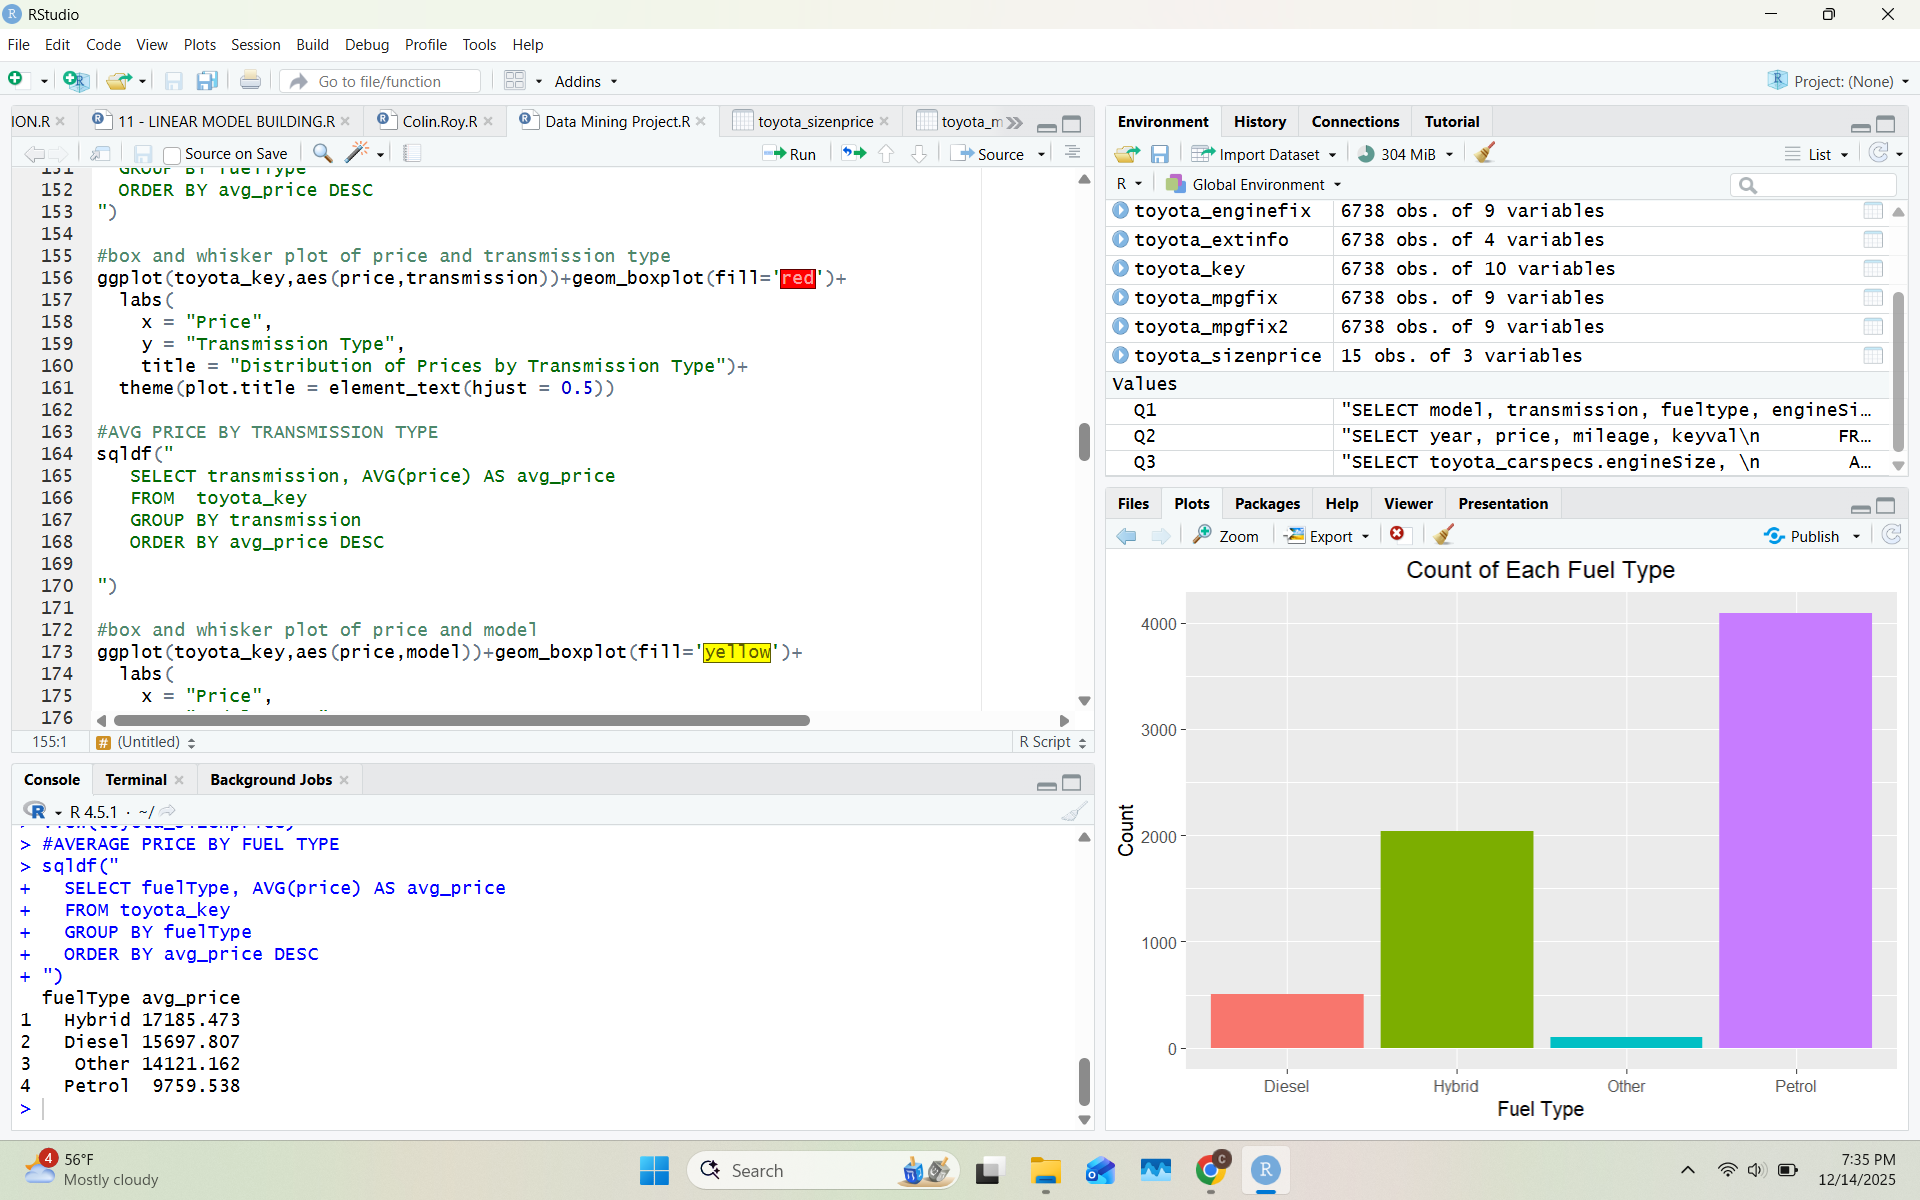 RStudio
File Edit Code View Plots Session Build Debug Profile Tools Help
Go to file/function Addins Project: (None)
ION.R 11 - LINEAR MODEL BUILDING.R Colin.Roy.R Data Mining Project.R toyota_sizenprice toyota_m
Source on Save Run Source
151 GROUP BY fuelType
152 ORDER BY avg_price DESC
153 ")
154
155 #box and whisker plot of price and transmission type
156 ggplot(toyota_key,aes(price,transmission))+geom_boxplot(fill='red')+
157 labs(
158 x = "Price",
159 y = "Transmission Type",
160 title = "Distribution of Prices by Transmission Type")+
161 theme(plot.title = element_text(hjust = 0.5))
162
163 #AVG PRICE BY TRANSMISSION TYPE
164 sqldf("
165 SELECT transmission, AVG(price) AS avg_price
166 FROM  toyota_key
167 GROUP BY transmission
168 ORDER BY avg_price DESC
169
170 ")
171
172 #box and whisker plot of price and model
173 ggplot(toyota_key,aes(price,model))+geom_boxplot(fill='yellow')+
174 labs(
175 x = "Price",
176
155:1 # (Untitled) R Script
Console Terminal Background Jobs
R R 4.5.1 · ~/
> #AVERAGE PRICE BY FUEL TYPE
> sqldf("
+ SELECT fuelType, AVG(price) AS avg_price
+ FROM toyota_key
+ GROUP BY fuelType
+ ORDER BY avg_price DESC
+ ")
fuelType avg_price
1 Hybrid 17185.473
2 Diesel 15697.807
3 Other 14121.162
4 Petrol 9759.538
>
Environment History Connections Tutorial
Import Dataset 304 MiB List
R Global Environment
toyota_enginefix 6738 obs. of 9 variables
toyota_extinfo 6738 obs. of 4 variables
toyota_key 6738 obs. of 10 variables
toyota_mpgfix 6738 obs. of 9 variables
toyota_mpgfix2 6738 obs. of 9 variables
toyota_sizenprice 15 obs. of 3 variables
Values
Q1 "SELECT model, transmission, fueltype, engineSi…
Q2 "SELECT year, price, mileage, keyval\n FR…
Q3 "SELECT toyota_carspecs.engineSize, \n A…
Files Plots Packages Help Viewer Presentation
Zoom Export Publish
Count of Each Fuel Type
4000
3000
2000
1000
0
Count
Diesel Hybrid Other Petrol
Fuel Type
4 56°F
Mostly cloudy
Search
C
R
7:35 PM
12/14/2025